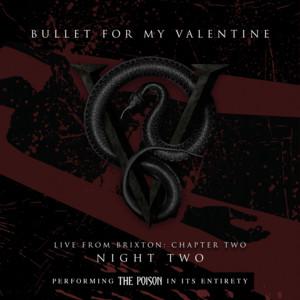 BULLET FOR MY VALENTINE
V
LIVE FROM BRIXTON: CHAPTER TWO
NIGHT TWO
PERFORMING THE POISON IN ITS ENTIRETY